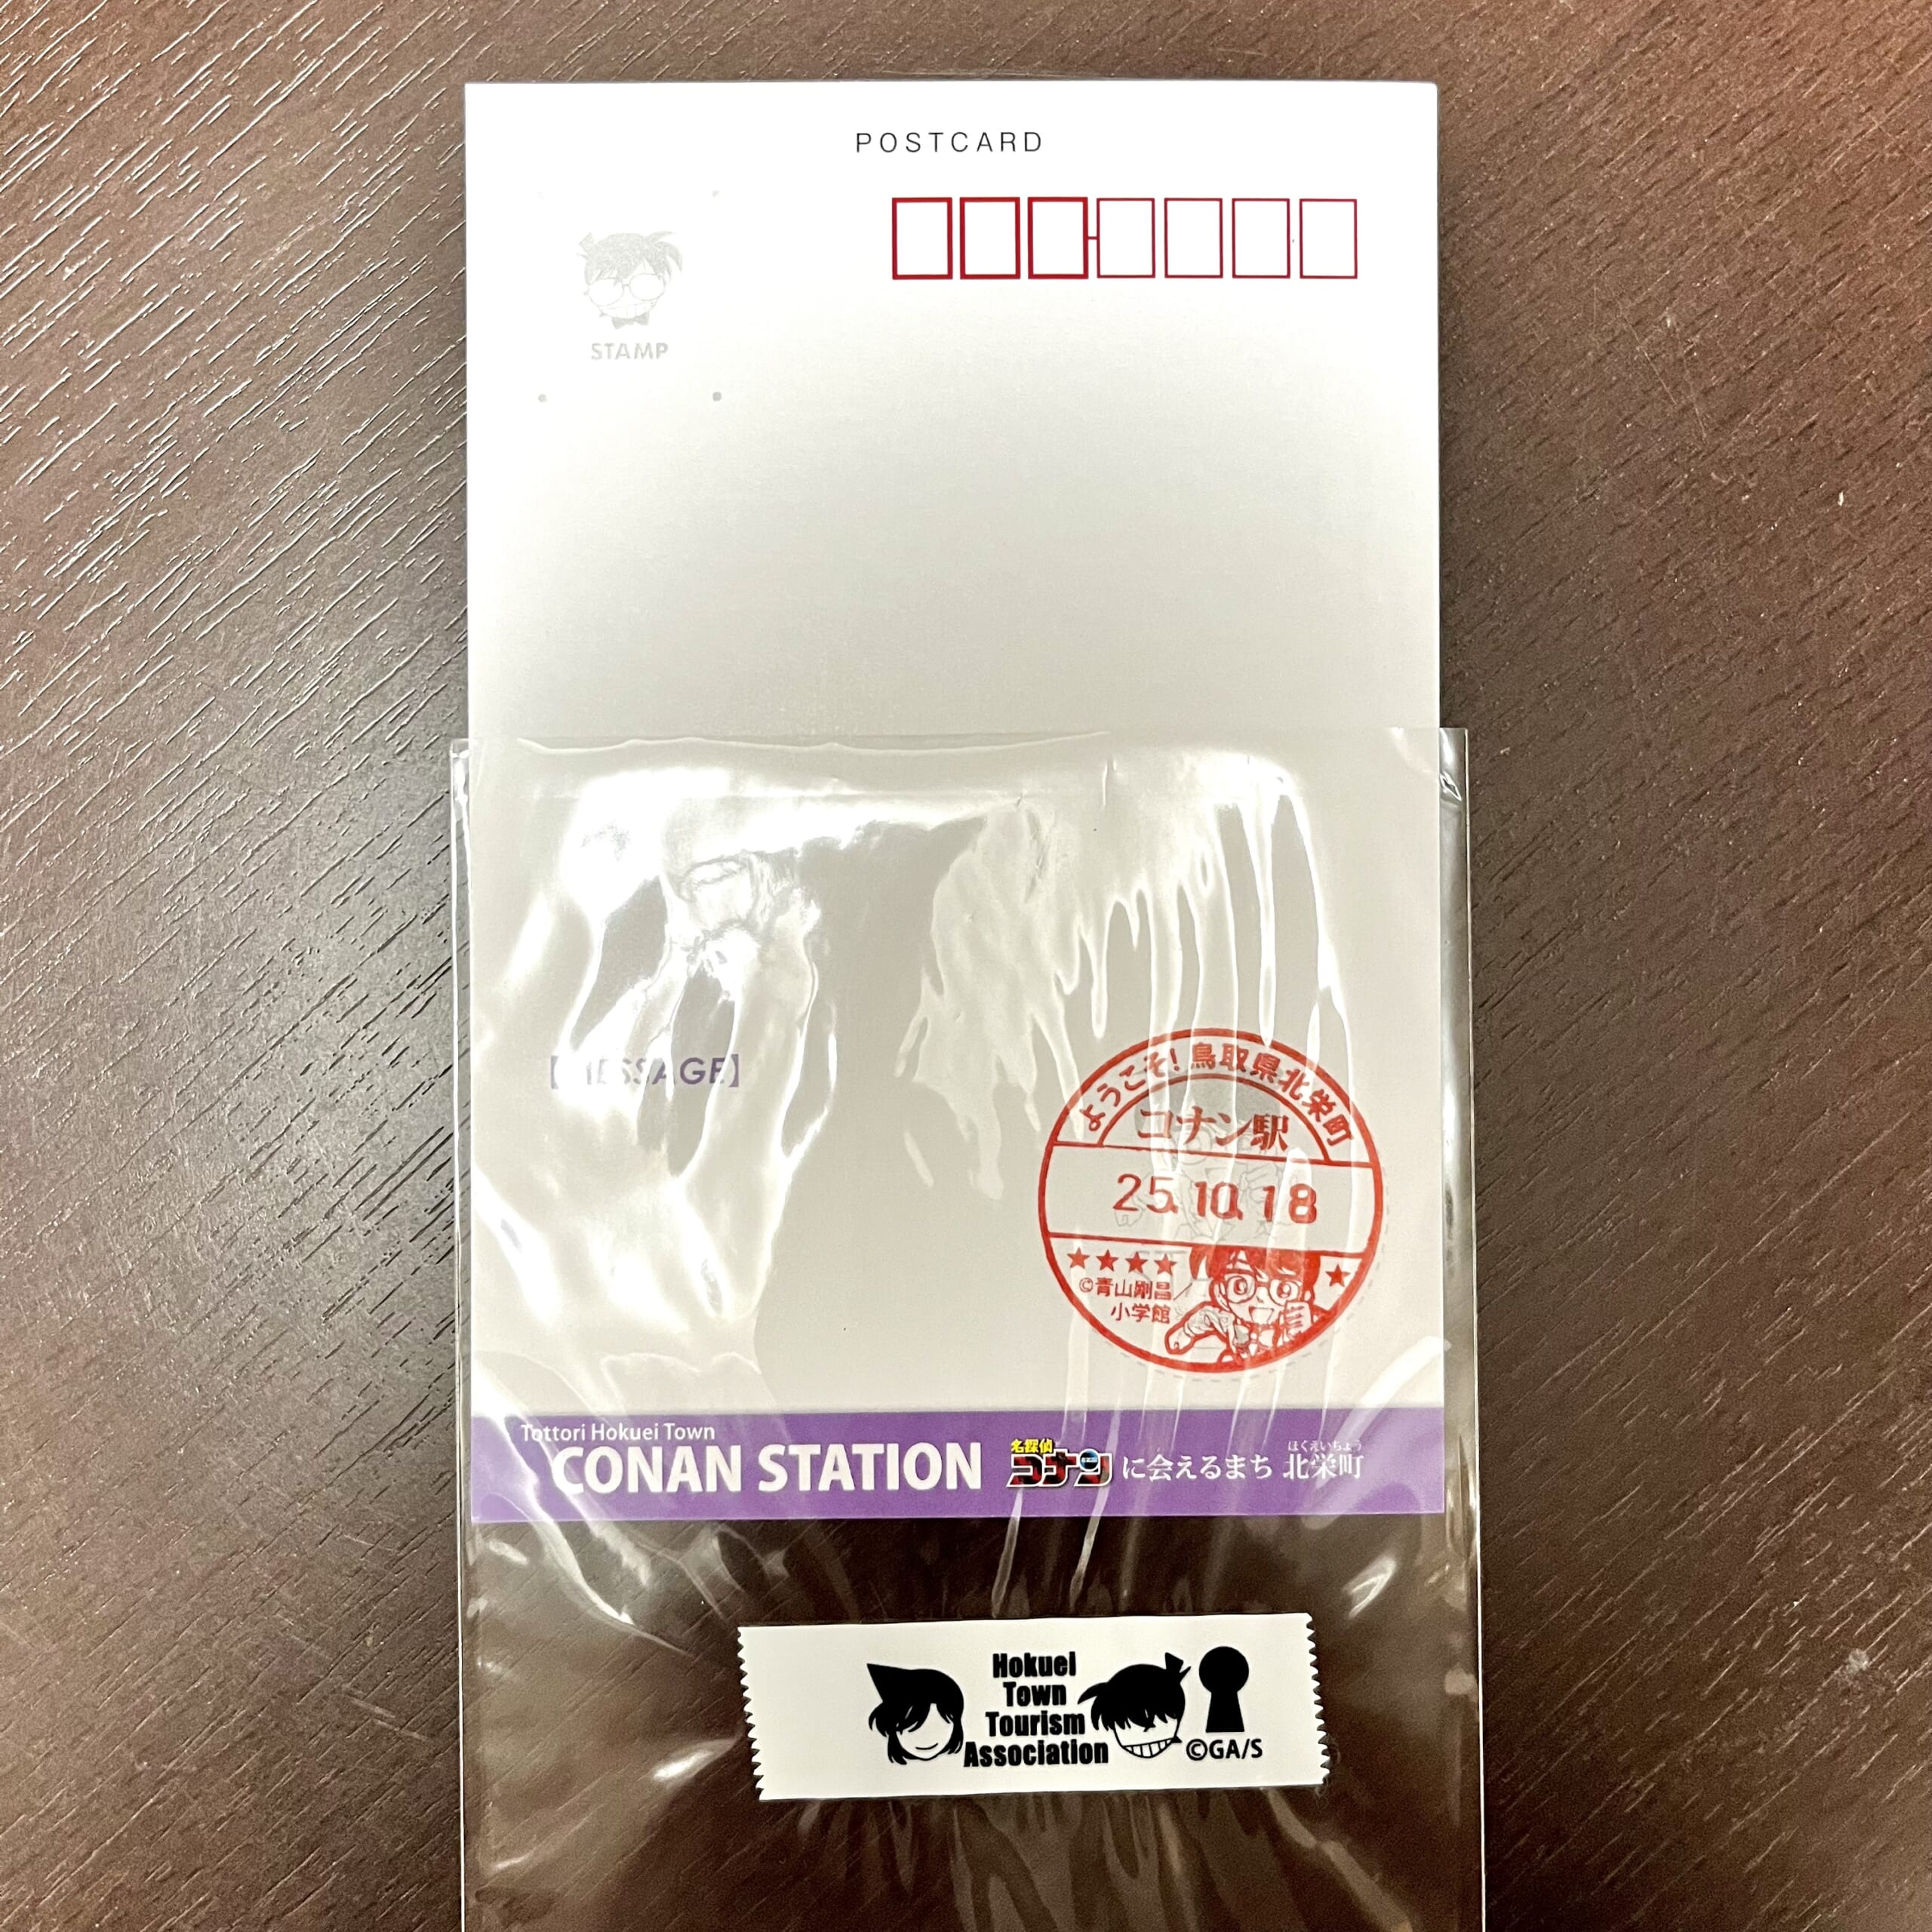 POSTCARD
STAMP
【MESSAGE】
ようこそ!鳥取県北栄町
コナン駅
25.10.18
★★★★ ★
©青山剛昌/
小学館
Tottori Hokuei Town
CONAN STATION
名探偵
コナン に会えるまち 北栄町
ほくえいちょう
Hokuei
Town
Tourism
Association
©GA/S